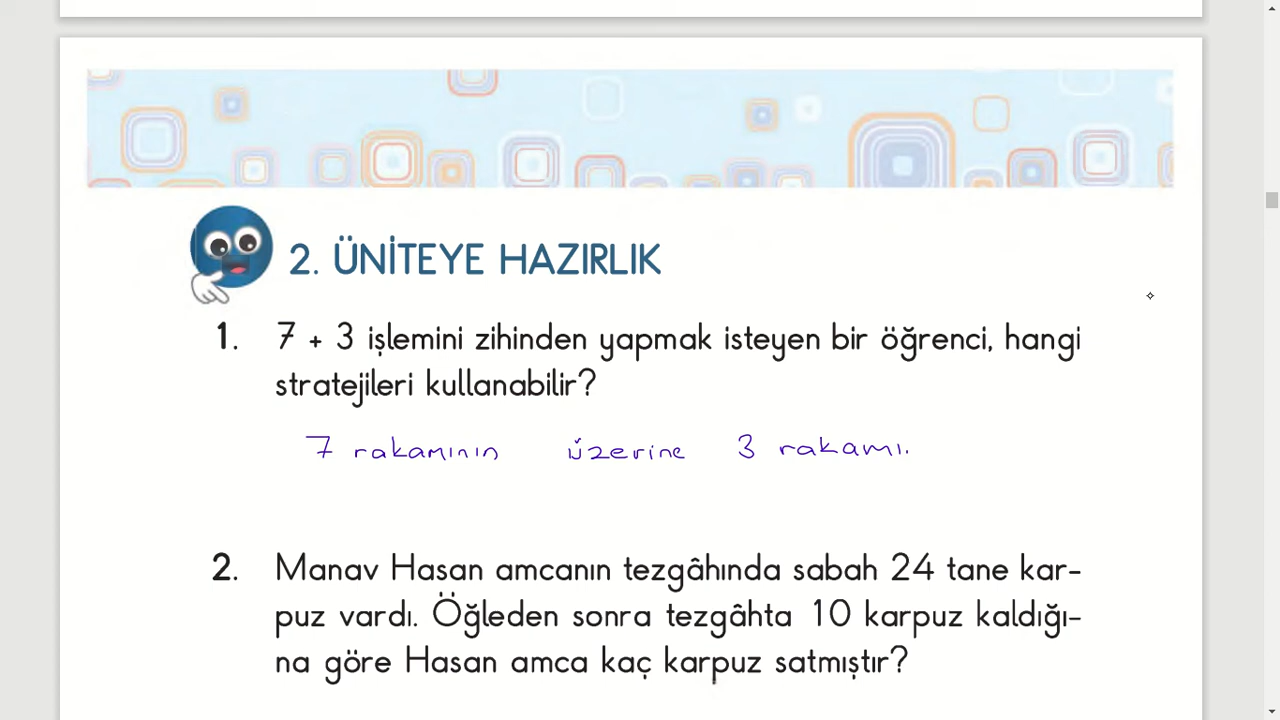 2. ÜNİTEYE HAZIRLIK
1. 7 + 3 işlemini zihinden yapmak isteyen bir öğrenci, hangi
stratejileri kullanabilir?
7 rakamının üzerine 3 rakamı.
2. Manav Hasan amcanın tezgâhında sabah 24 tane kar-
puz vardı. Öğleden sonra tezgâhta 10 karpuz kaldığı-
na göre Hasan amca kaç karpuz satmıştır?